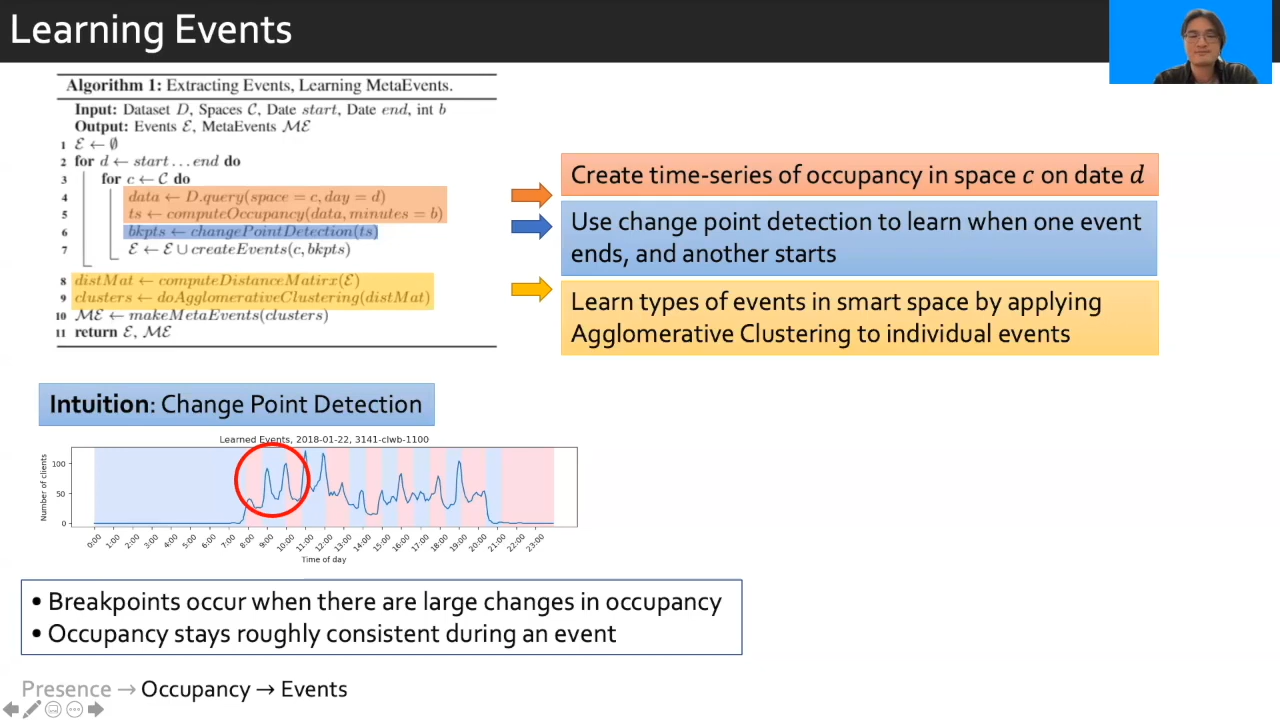 Learning Events
Algorithm 1: Extracting Events, Learning MetaEvents.
Input: Dataset D, Spaces C, Date start, Date end, int b
Output: Events ℰ, MetaEvents ℳℰ
1 ℰ ← ∅
2 for d ← start … end do
3 for c ← C do
4 data ← D.query(space = c, day = d)
5 ts ← computeOccupancy(data, minutes = b)
6 bkpts ← changePointDetection(ts)
7 ℰ ← ℰ ∪ createEvents(c, bkpts)
8 distMat ← computeDistanceMatirx(ℰ)
9 clusters ← doAgglomerativeClustering(distMat)
10 ℳℰ ← makeMetaEvents(clusters)
11 return ℰ, ℳℰ
Create time-series of occupancy in space c on date d
Use change point detection to learn when one event
ends, and another starts
Learn types of events in smart space by applying
Agglomerative Clustering to individual events
Intuition: Change Point Detection
Learned Events, 2018-01-22, 3141-clwb-1100
Number of clients
100
50
0
0:00 1:00 2:00 3:00 4:00 5:00 6:00 7:00 8:00 9:00 10:00 11:00 12:00 13:00 14:00 15:00 16:00 17:00 18:00 19:00 20:00 21:00 22:00 23:00
Time of day
• Breakpoints occur when there are large changes in occupancy
• Occupancy stays roughly consistent during an event
Presence → Occupancy → Events